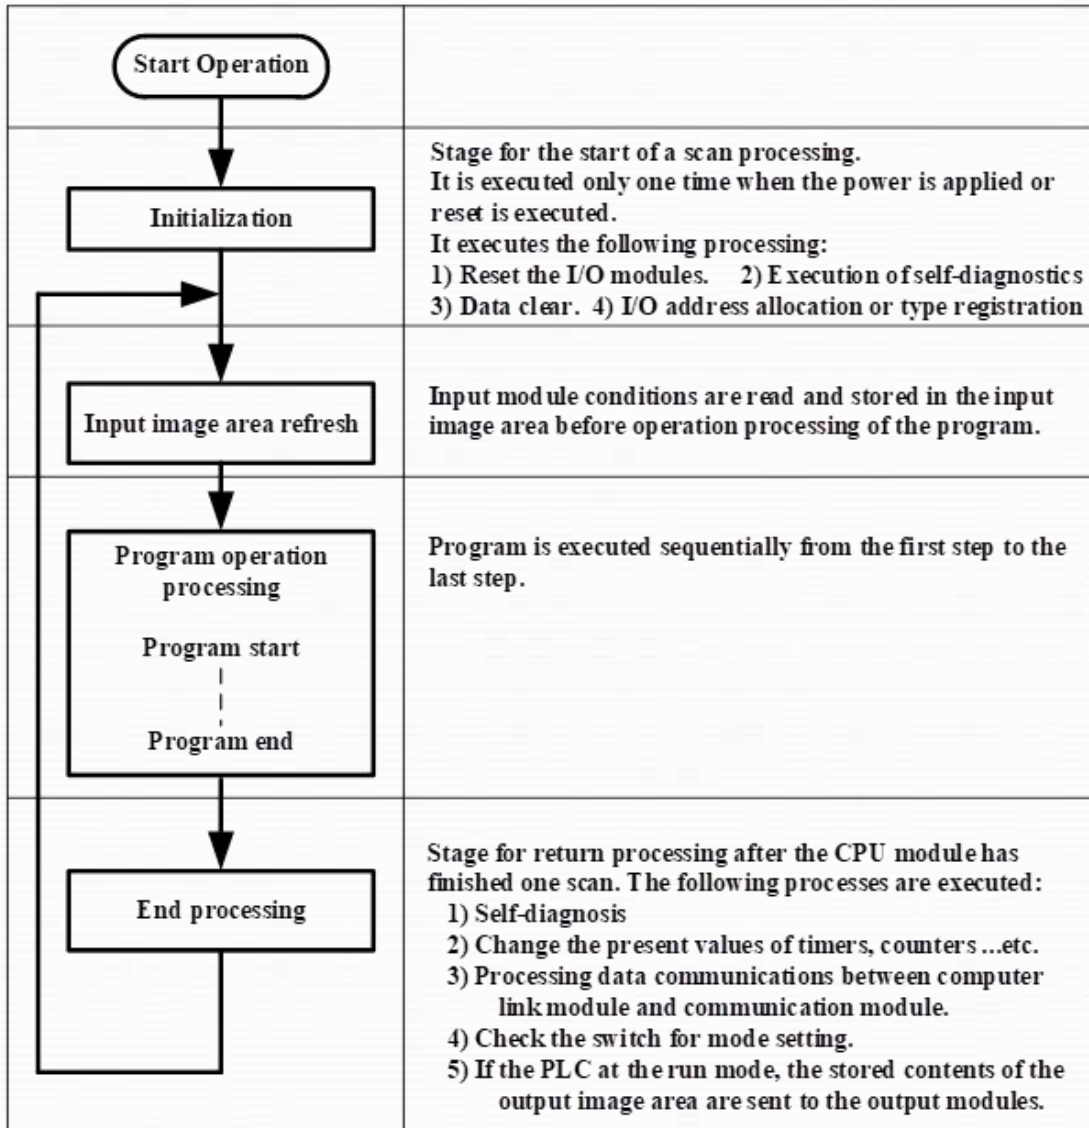 Start Operation
Stage for the start of a scan processing.
It is executed only one time when the power is applied or
reset is executed.
It executes the following processing:
1) Reset the I/O modules. 2) Execution of self-diagnostics
3) Data clear. 4) I/O address allocation or type registration
Initialization
Input image area refresh
Input module conditions are read and stored in the input
image area before operation processing of the program.
Program operation
processing
Program start
Program end
Program is executed sequentially from the first step to the
last step.
End processing
Stage for return processing after the CPU module has
finished one scan. The following processes are executed:
1) Self-diagnosis
2) Change the present values of timers, counters ...etc.
3) Processing data communications between computer
link module and communication module.
4) Check the switch for mode setting.
5) If the PLC at the run mode, the stored contents of the
output image area are sent to the output modules.